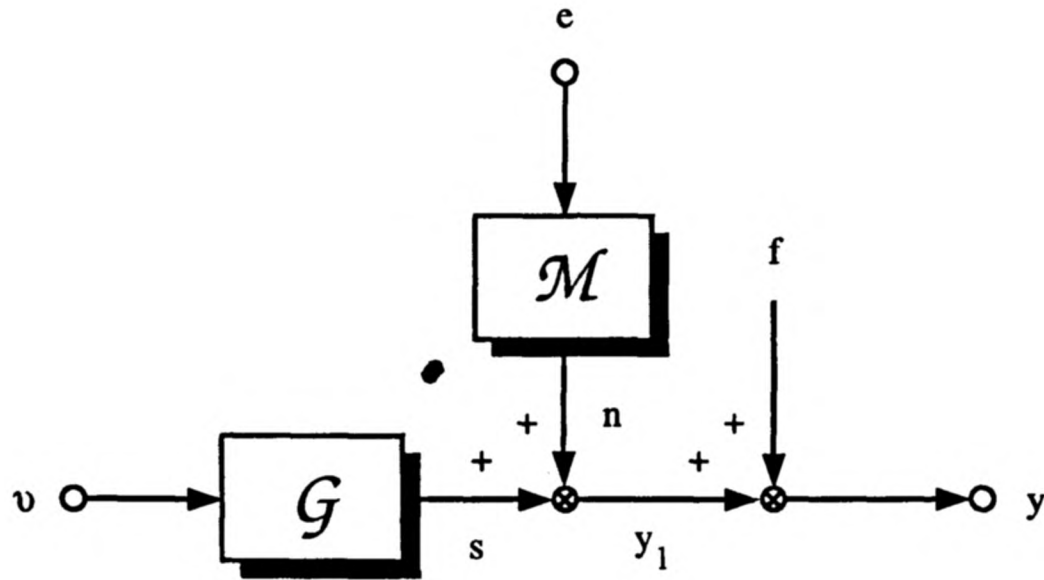 e
M
f
+ n +
+ +
υ G s y₁ y